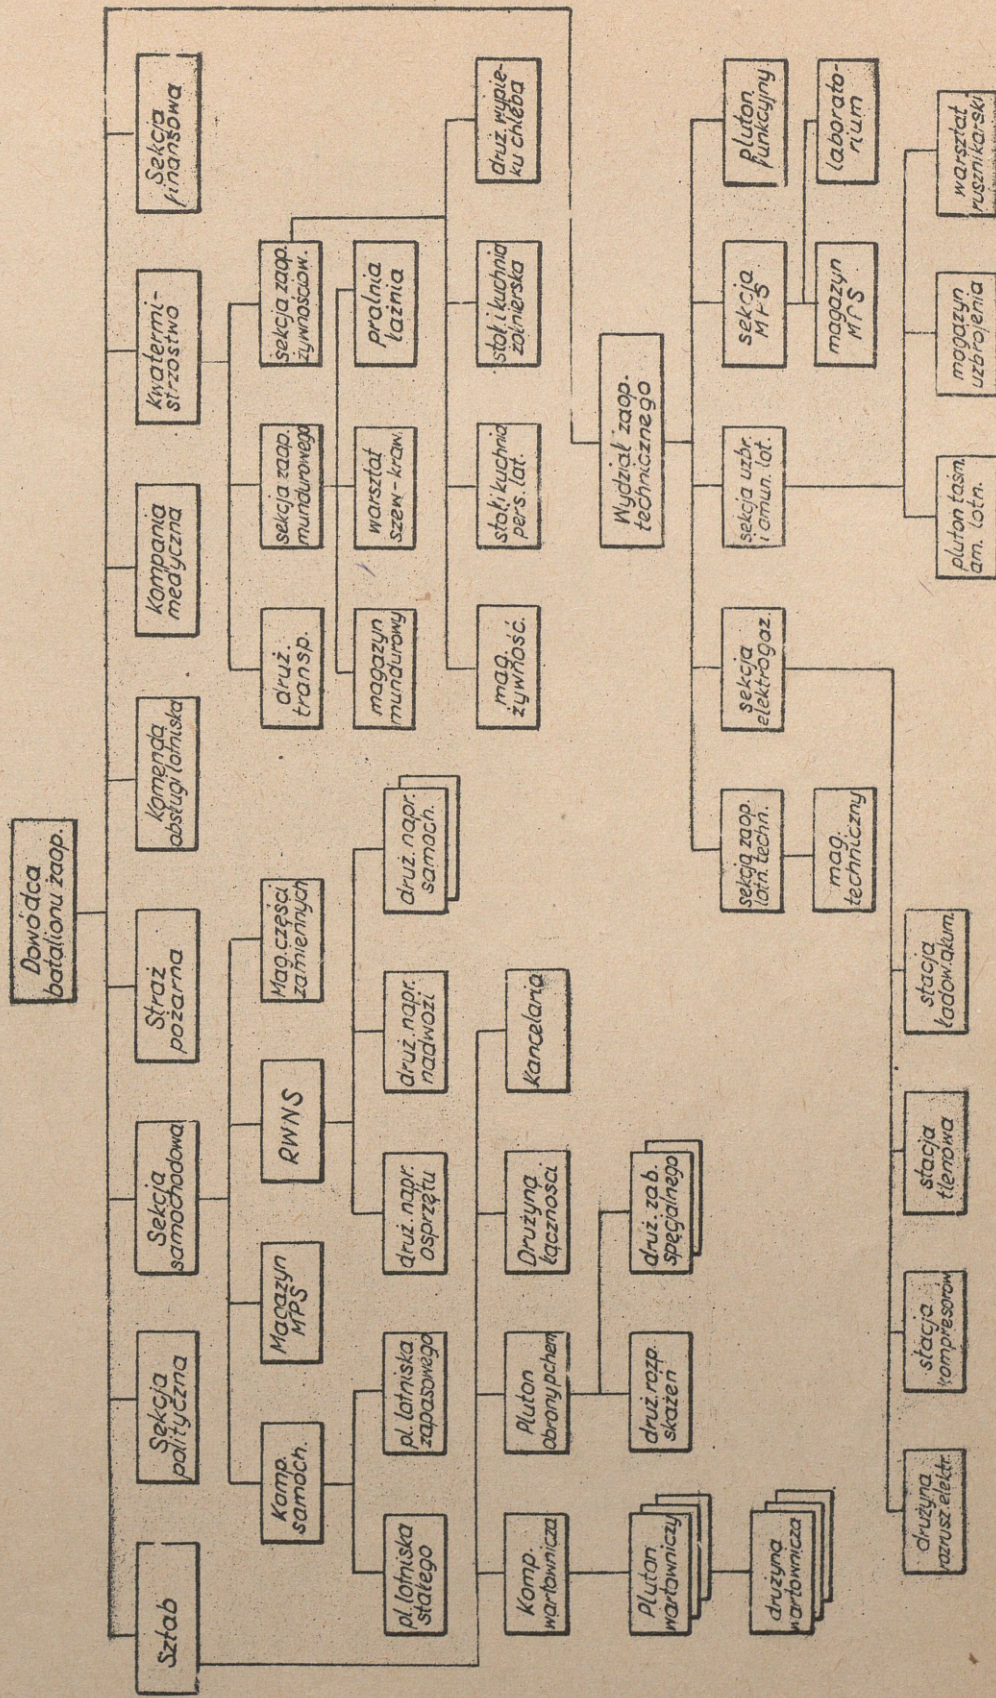 Dowódca
batalionu zaop.
Sztab
Sekcja
polityczna
Sekcja
samochodowa
Straż
pożarna
Komenda
obsługi lotniska
Kompania
medyczna
kwatermi-
strzostwo
Sekcja
finansowa
Komp.
samoch.
Magazyn
MPS
RWNS
Mag. części
zamiennych
druż.
transp.
sekcja zaop.
mundurowego
sekcja zaop.
żywnościow.
pl. lotniska
stałego
pl. lotniska
zapasowego
druż. napr.
osprzętu
druż. napr.
nadwozi
druż. napr.
samoch.
magazyn
mundurowy
warsztat
szew-kraw.
pralnia
łaźnia
Komp.
wartownicza
Pluton
obrony pchem
Drużyna
łączności
Kancelaria
mag.
żywność.
stoł. i kuchnia
pers. lat.
stoł. i kuchnia
żołnierska
druż. wypie-
ku chleba
Pluton
wartowniczy
druż. rozp.
skażeń
druż. zab.
specjalnego
Wydział zaop.
technicznego
drużyna
wartownicza
sekcja zaop.
lotn. techn.
sekcja
elektrogaz.
sekcja uzbr.
i amun. lot.
sekcja
MPS
pluton
funkcyjny
mag.
techniczny
magazyn
MPS
laborato-
rium
drużyna
rozrusz. elektr.
stacja
kompresorów
stacja
tlenowa
stacja
ładow. akum.
pluton taśm.
am. lotn.
magazyn
uzbrojenia
warsztat
rusznikarski